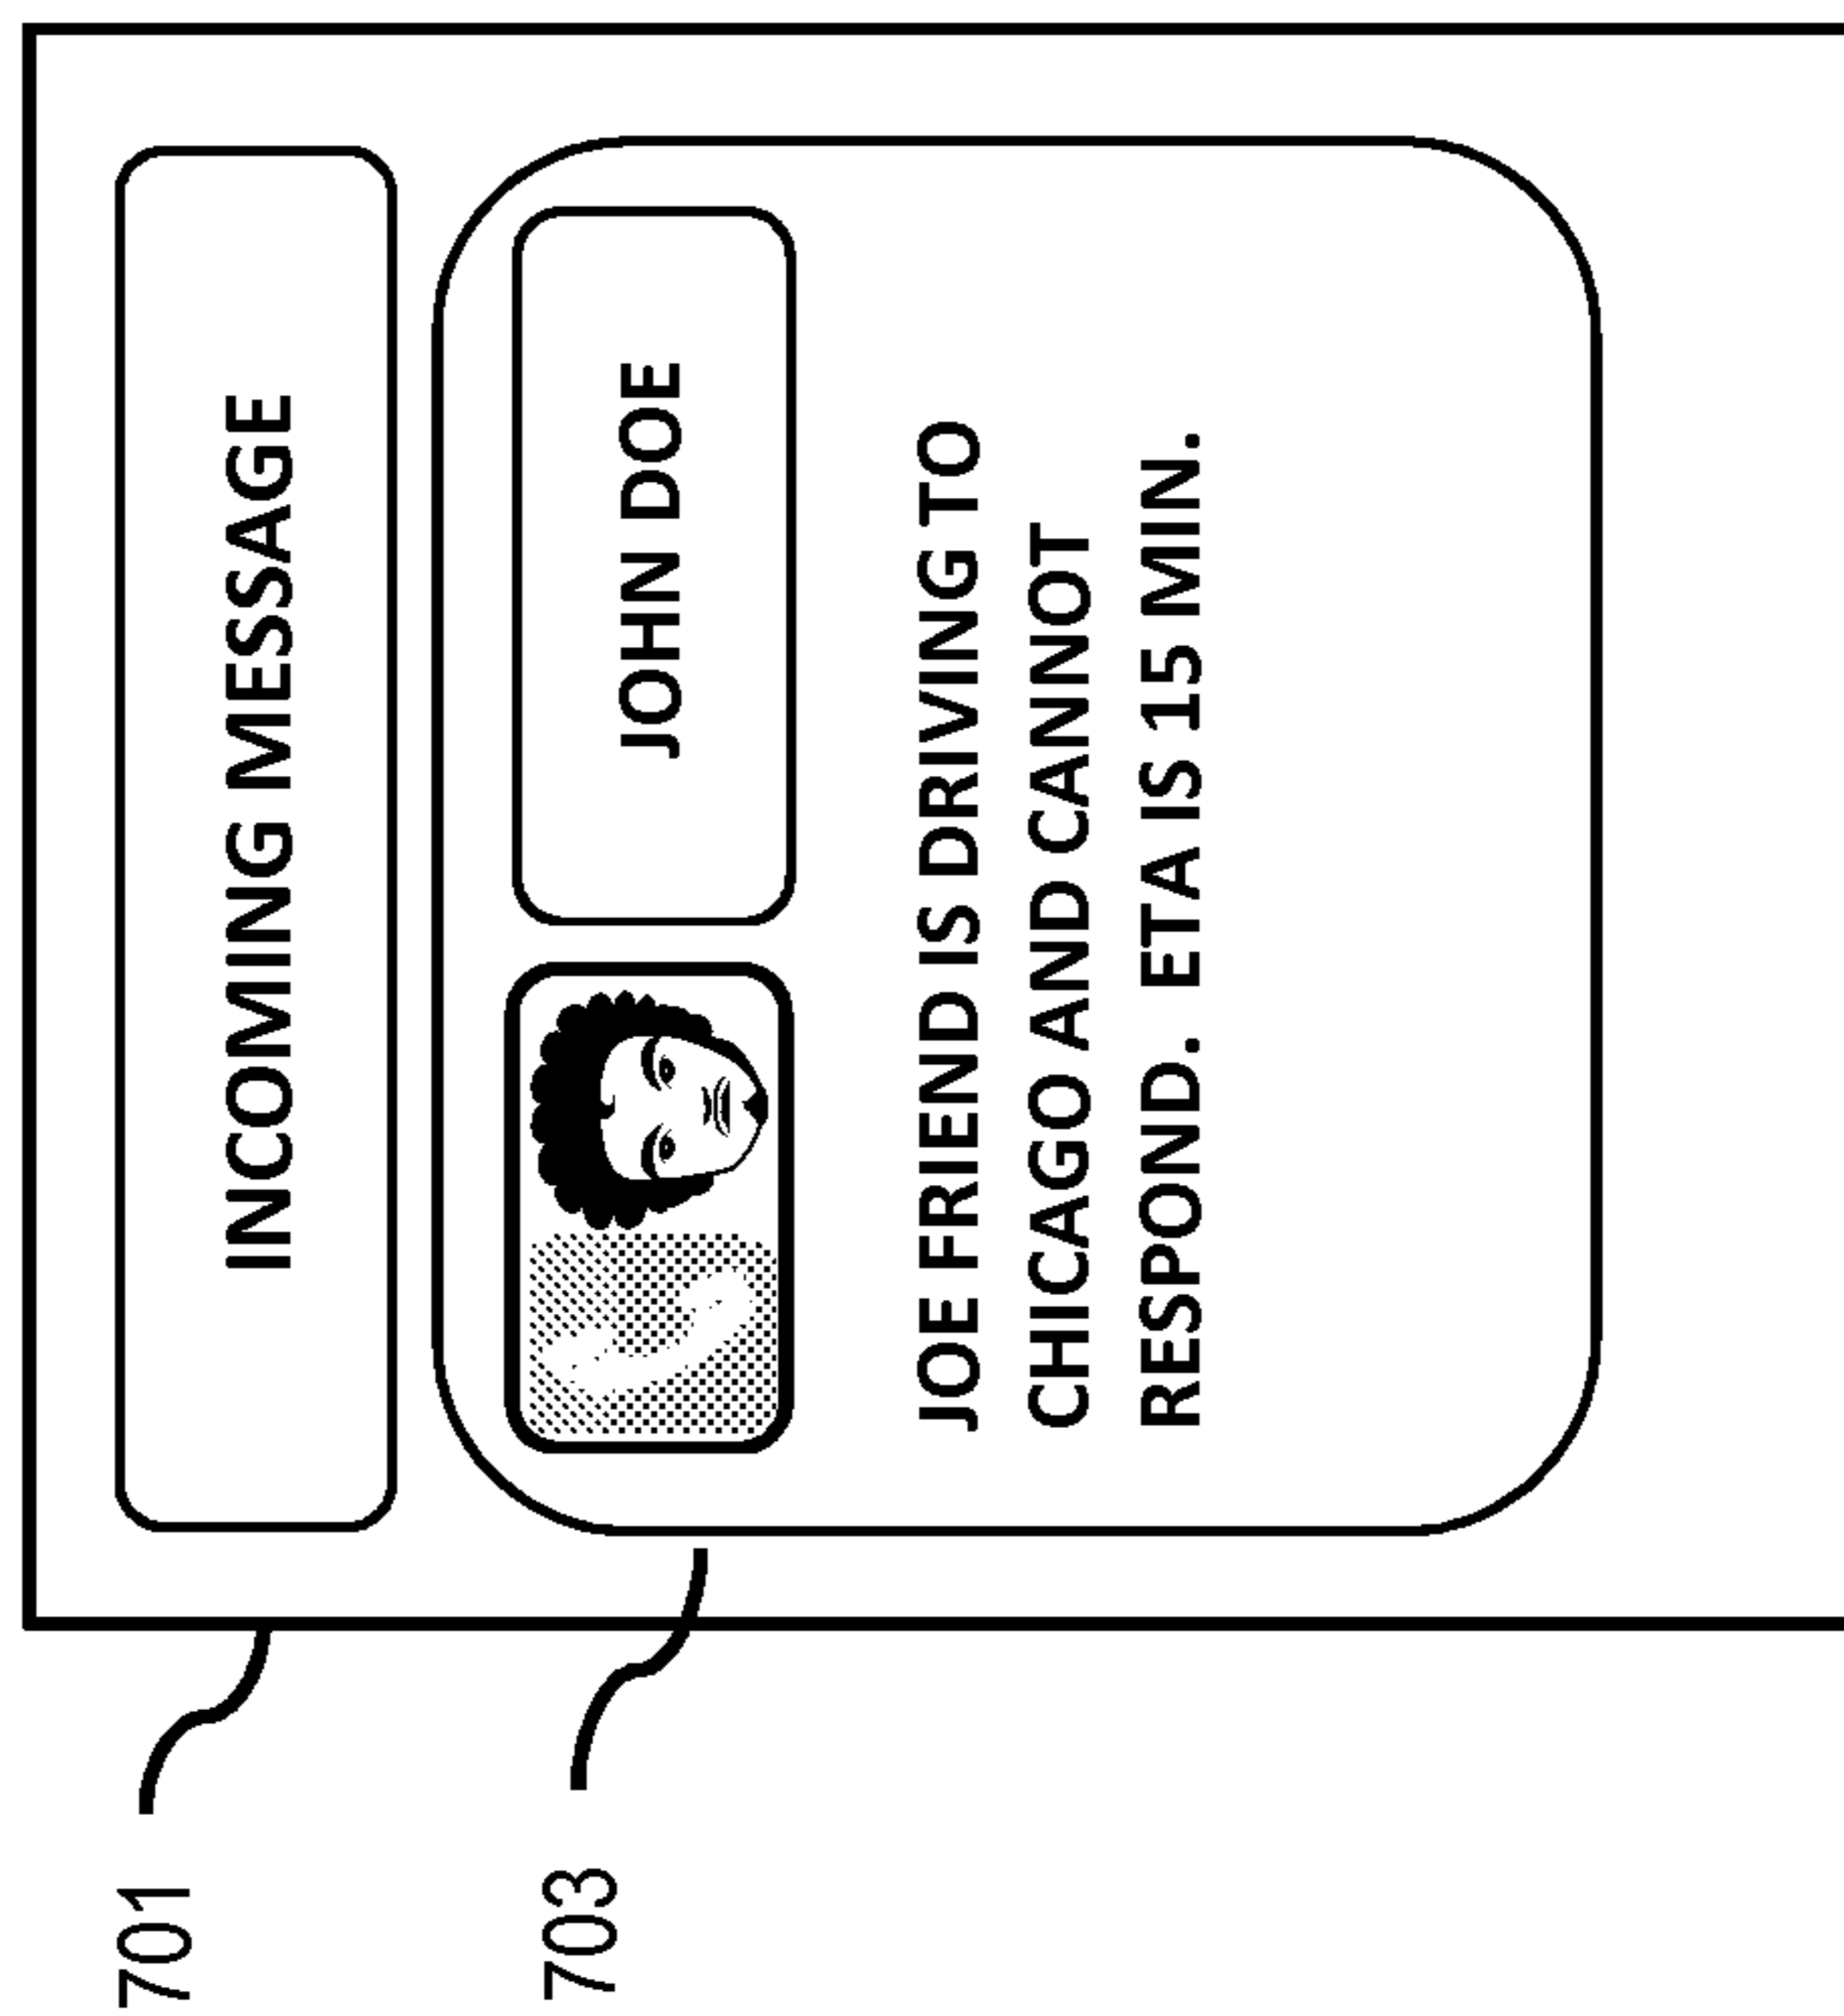 701
INCOMING MESSAGE
703
JOHN DOE
JOE FRIEND IS DRIVING TO
CHICAGO AND CANNOT
RESPOND. ETA IS 15 MIN.